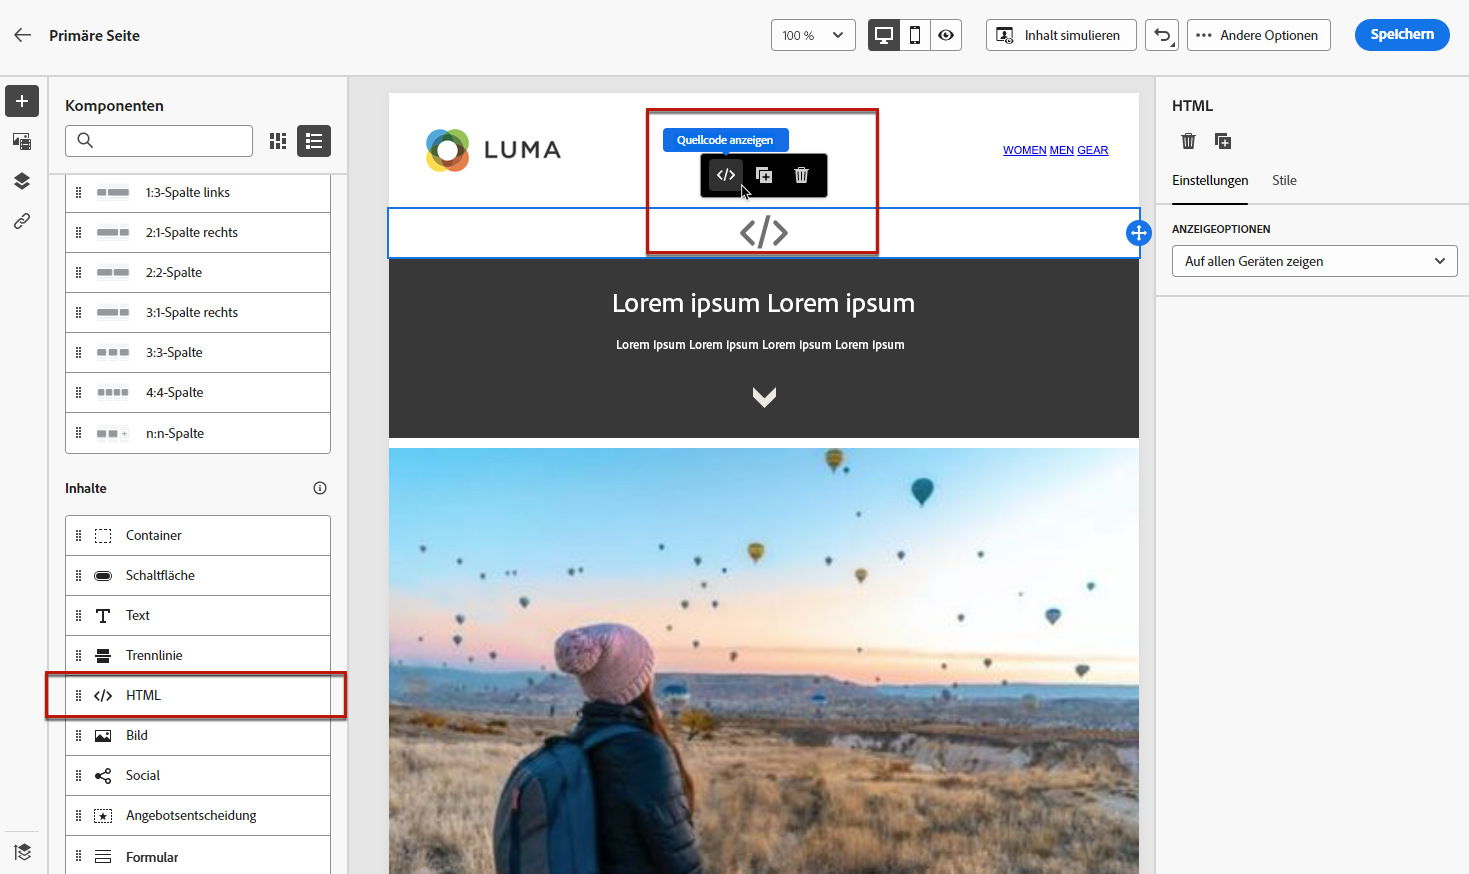 Primäre Seite
100 %
Inhalt simulieren
Andere Optionen
Speichern
Komponenten
1:3-Spalte links
2:1-Spalte rechts
2:2-Spalte
3:1-Spalte rechts
3:3-Spalte
4:4-Spalte
n:n-Spalte
Inhalte
Container
Schaltfläche
Text
Trennlinie
HTML
Bild
Social
Angebotsentscheidung
Formular
LUMA
Quellcode anzeigen
WOMEN MEN GEAR
Lorem ipsum Lorem ipsum
Lorem Ipsum Lorem Ipsum Lorem Ipsum Lorem Ipsum
HTML
Einstellungen
Stile
ANZEIGEOPTIONEN
Auf allen Geräten zeigen